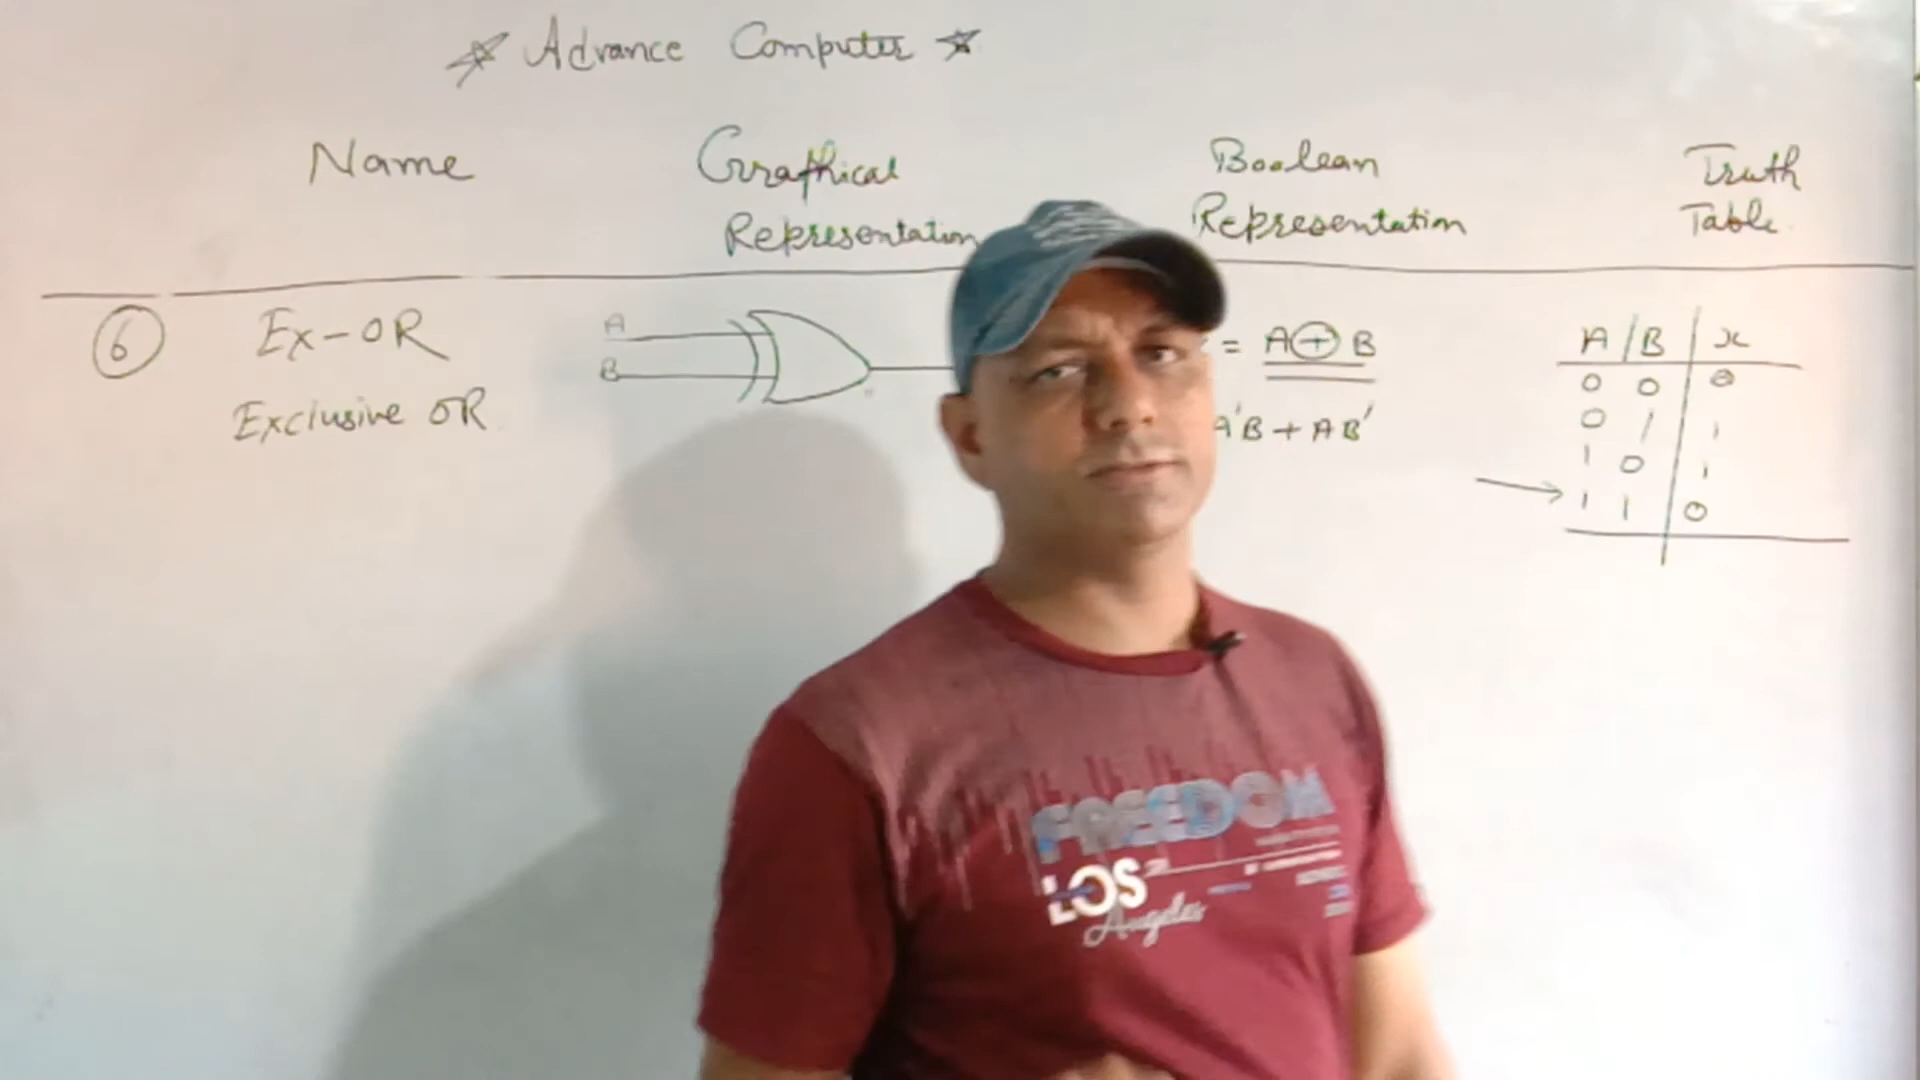 Advance Computer
Name
Graphical
Representation
Boolean
Representation
Truth
Table
6 Ex-OR
Exclusive OR
A
B
= A⊕B
A'B + AB'
A B x
0 0 0
0 1 1
1 0 1
1 1 0
FREEDOM
LOS
Angeles